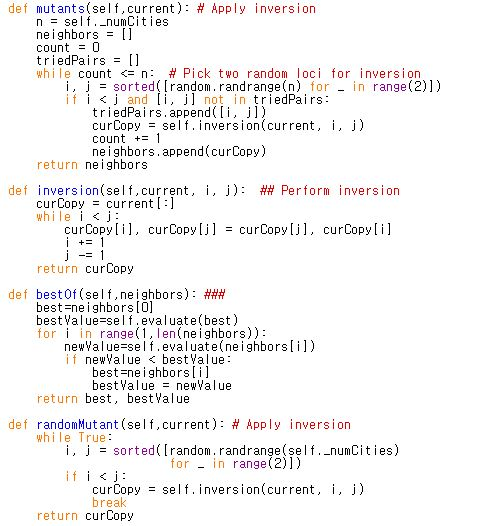 def mutants(self,current): # Apply inversion
    n = self._numCities
    neighbors = []
    count = 0
    triedPairs = []
    while count <= n:  # Pick two random loci for inversion
        i, j = sorted([random.randrange(n) for _ in range(2)])
        if i < j and [i, j] not in triedPairs:
            triedPairs.append([i, j])
            curCopy = self.inversion(current, i, j)
            count += 1
            neighbors.append(curCopy)
    return neighbors

def inversion(self,current, i, j):  ## Perform inversion
    curCopy = current[:]
    while i < j:
        curCopy[i], curCopy[j] = curCopy[j], curCopy[i]
        i += 1
        j -= 1
    return curCopy

def bestOf(self,neighbors): ###
    best=neighbors[0]
    bestValue=self.evaluate(best)
    for i in range(1,len(neighbors)):
        newValue=self.evaluate(neighbors[i])
        if newValue < bestValue:
            best=neighbors[i]
            bestValue = newValue
    return best, bestValue

def randomMutant(self,current): # Apply inversion
    while True:
        i, j = sorted([random.randrange(self._numCities)
                       for _ in range(2)])
        if i < j:
            curCopy = self.inversion(current, i, j)
            break
    return curCopy